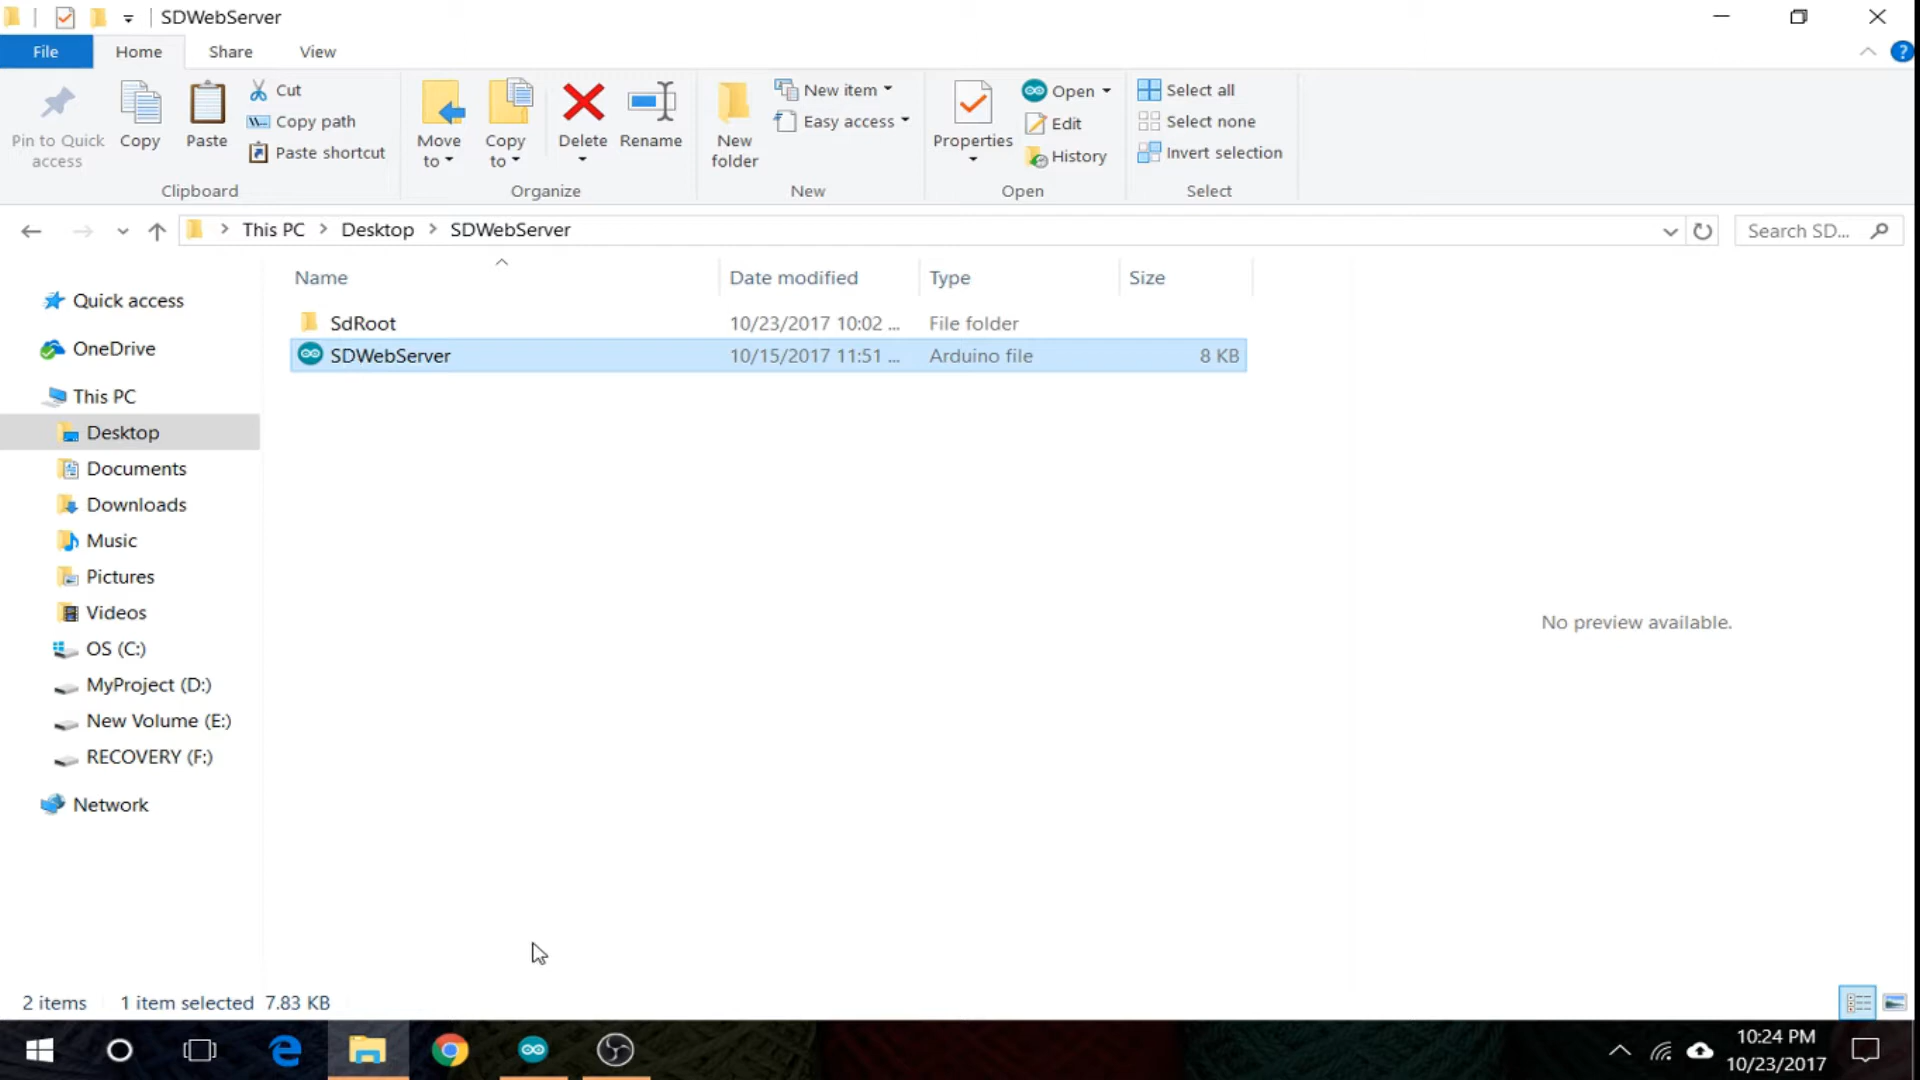 SDWebServer
File
Home
Share
View
Pin to Quick
access
Copy
Paste
Cut
Copy path
Paste shortcut
Clipboard
Move
to
Copy
to
Delete
Rename
Organize
New
folder
New item
Easy access
New
Properties
Open
Edit
History
Open
Select all
Select none
Invert selection
Select
This PC
Desktop
SDWebServer
Search SD...
Name
Date modified
Type
Size
SdRoot
10/23/2017 10:02 ...
File folder
SDWebServer
10/15/2017 11:51 ...
Arduino file
8 KB
Quick access
OneDrive
This PC
Desktop
Documents
Downloads
Music
Pictures
Videos
OS (C:)
MyProject (D:)
New Volume (E:)
RECOVERY (F:)
Network
No preview available.
2 items
1 item selected 7.83 KB
10:24 PM
10/23/2017